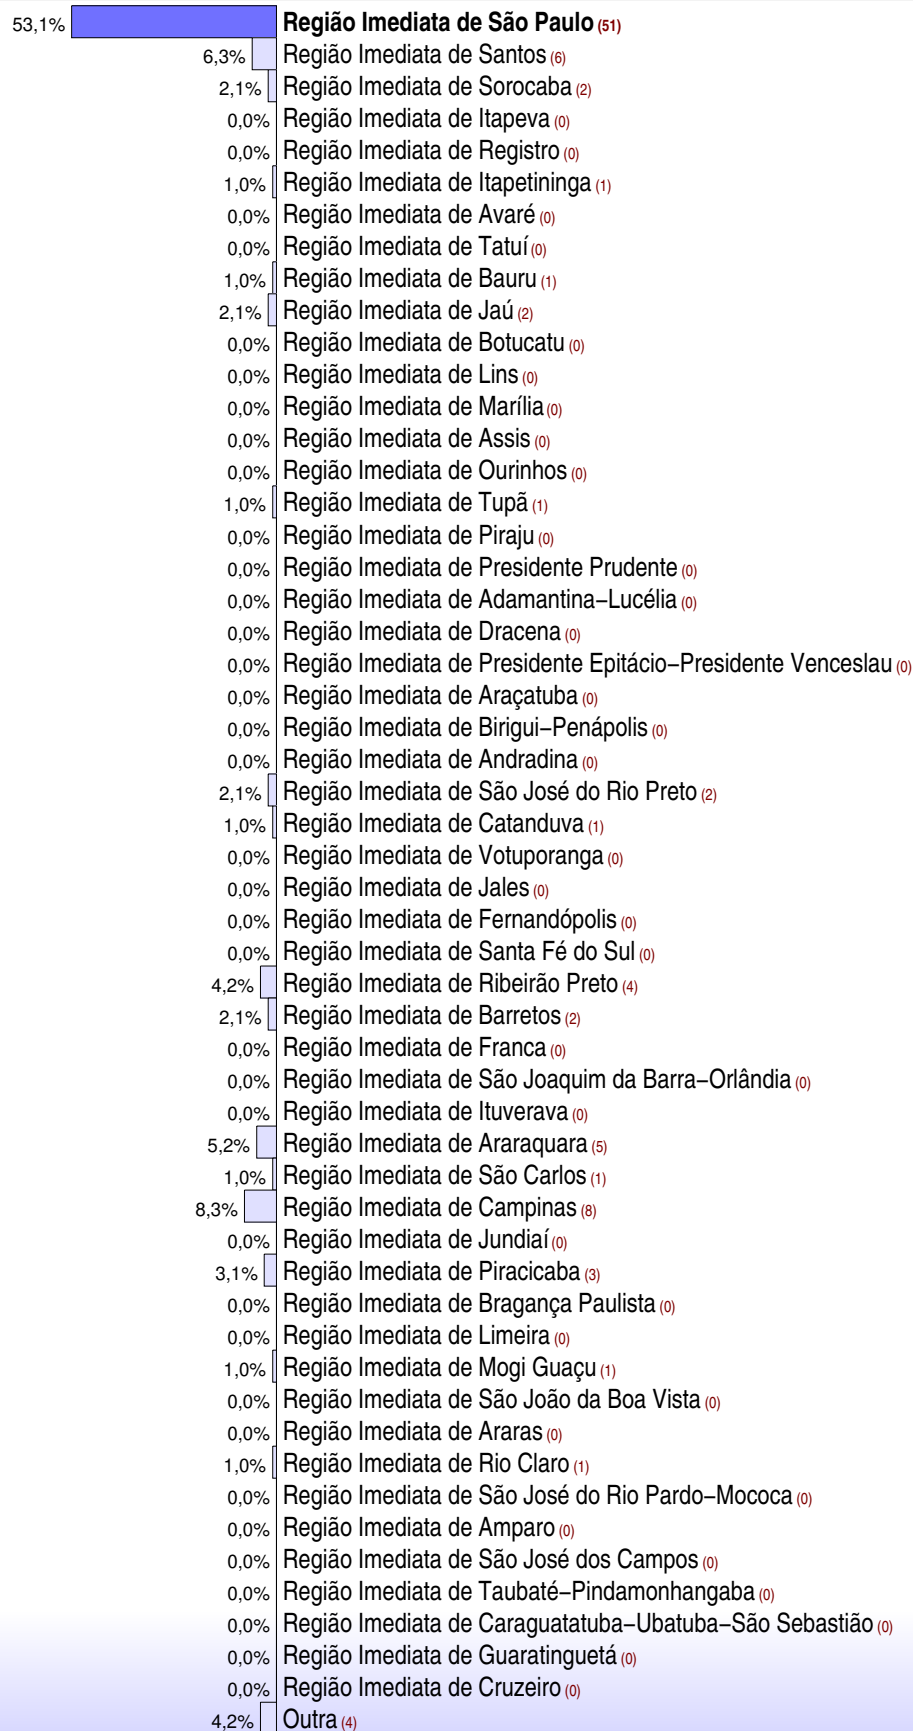 53,1% Região Imediata de São Paulo (51)
6,3% Região Imediata de Santos (6)
2,1% Região Imediata de Sorocaba (2)
0,0% Região Imediata de Itapeva (0)
0,0% Região Imediata de Registro (0)
1,0% Região Imediata de Itapetininga (1)
0,0% Região Imediata de Avaré (0)
0,0% Região Imediata de Tatuí (0)
1,0% Região Imediata de Bauru (1)
2,1% Região Imediata de Jaú (2)
0,0% Região Imediata de Botucatu (0)
0,0% Região Imediata de Lins (0)
0,0% Região Imediata de Marília (0)
0,0% Região Imediata de Assis (0)
0,0% Região Imediata de Ourinhos (0)
1,0% Região Imediata de Tupã (1)
0,0% Região Imediata de Piraju (0)
0,0% Região Imediata de Presidente Prudente (0)
0,0% Região Imediata de Adamantina−Lucélia (0)
0,0% Região Imediata de Dracena (0)
0,0% Região Imediata de Presidente Epitácio−Presidente Venceslau (0)
0,0% Região Imediata de Araçatuba (0)
0,0% Região Imediata de Birigui−Penápolis (0)
0,0% Região Imediata de Andradina (0)
2,1% Região Imediata de São José do Rio Preto (2)
1,0% Região Imediata de Catanduva (1)
0,0% Região Imediata de Votuporanga (0)
0,0% Região Imediata de Jales (0)
0,0% Região Imediata de Fernandópolis (0)
0,0% Região Imediata de Santa Fé do Sul (0)
4,2% Região Imediata de Ribeirão Preto (4)
2,1% Região Imediata de Barretos (2)
0,0% Região Imediata de Franca (0)
0,0% Região Imediata de São Joaquim da Barra−Orlândia (0)
0,0% Região Imediata de Ituverava (0)
5,2% Região Imediata de Araraquara (5)
1,0% Região Imediata de São Carlos (1)
8,3% Região Imediata de Campinas (8)
0,0% Região Imediata de Jundiaí (0)
3,1% Região Imediata de Piracicaba (3)
0,0% Região Imediata de Bragança Paulista (0)
0,0% Região Imediata de Limeira (0)
1,0% Região Imediata de Mogi Guaçu (1)
0,0% Região Imediata de São João da Boa Vista (0)
0,0% Região Imediata de Araras (0)
1,0% Região Imediata de Rio Claro (1)
0,0% Região Imediata de São José do Rio Pardo−Mococa (0)
0,0% Região Imediata de Amparo (0)
0,0% Região Imediata de São José dos Campos (0)
0,0% Região Imediata de Taubaté−Pindamonhangaba (0)
0,0% Região Imediata de Caraguatatuba−Ubatuba−São Sebastião (0)
0,0% Região Imediata de Guaratinguetá (0)
0,0% Região Imediata de Cruzeiro (0)
4,2% Outra (4)